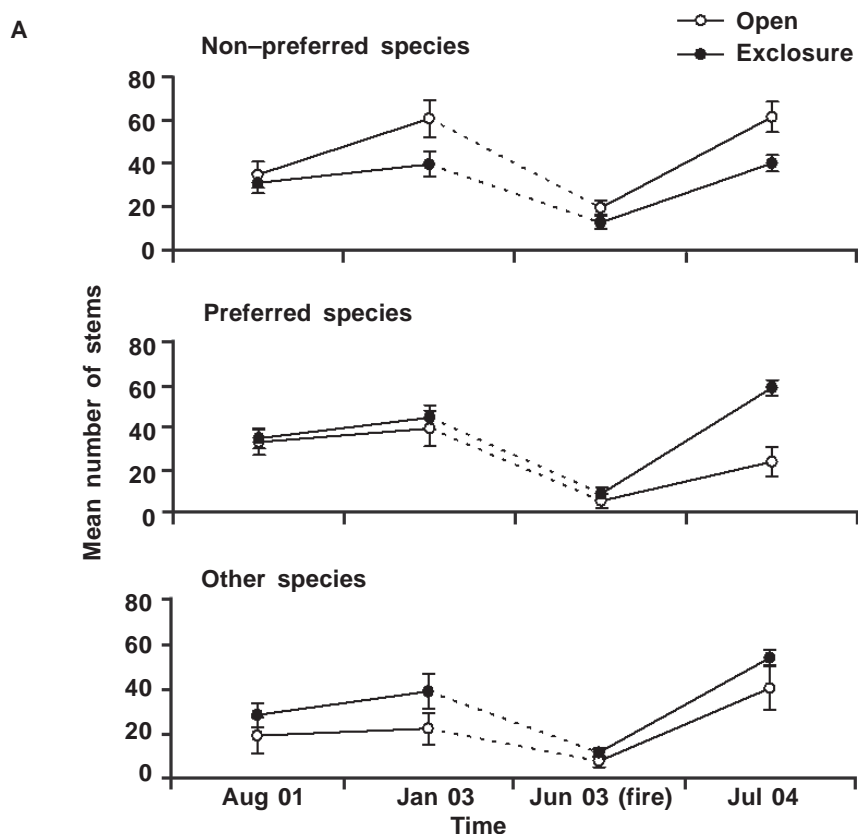 A
Open
Exclosure
Non–preferred species
80
60
40
20
0
Preferred species
80
60
40
20
0
Other species
80
60
40
20
0
Mean number of stems
Aug 01 Jan 03 Jun 03 (fire) Jul 04
Time